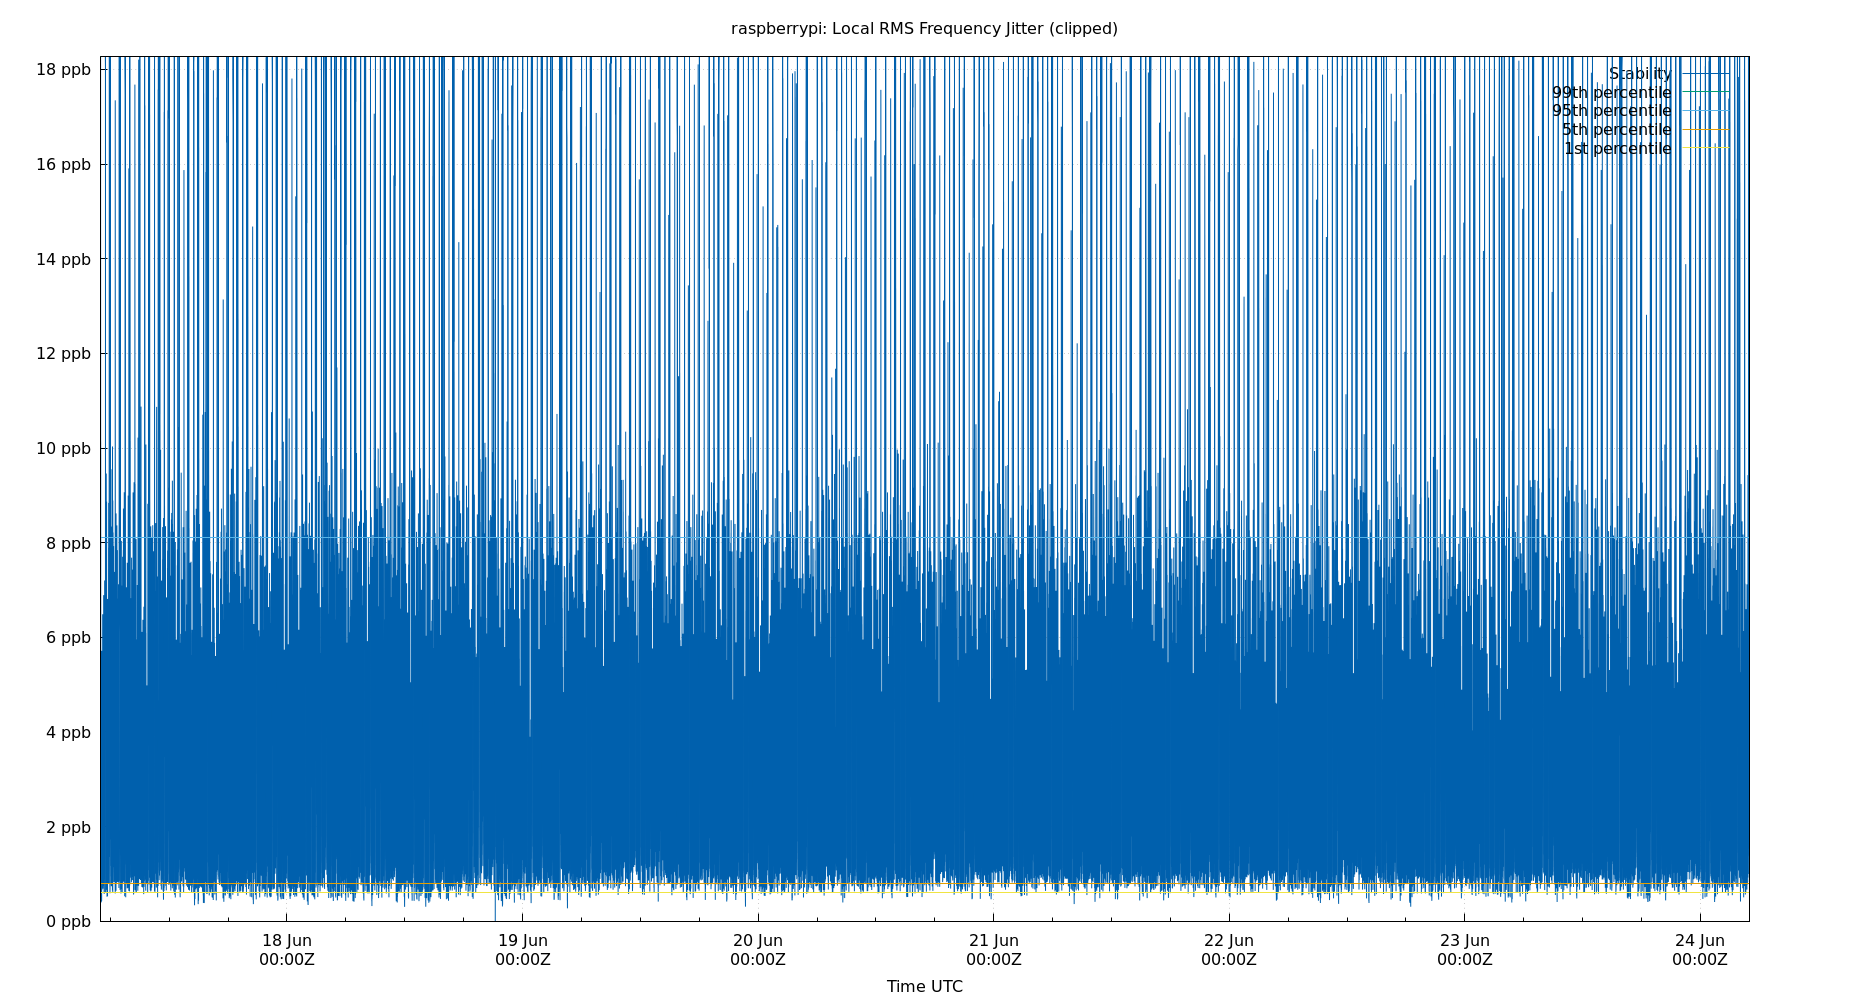 raspberrypi: Local RMS Frequency Jitter (clipped)
18 ppb
16 ppb
14 ppb
12 ppb
10 ppb
8 ppb
6 ppb
4 ppb
2 ppb
0 ppb
Stability
99th percentile
95th percentile
5th percentile
1st percentile
18 Jun
00:00Z
19 Jun
00:00Z
20 Jun
00:00Z
21 Jun
00:00Z
22 Jun
00:00Z
23 Jun
00:00Z
24 Jun
00:00Z
Time UTC